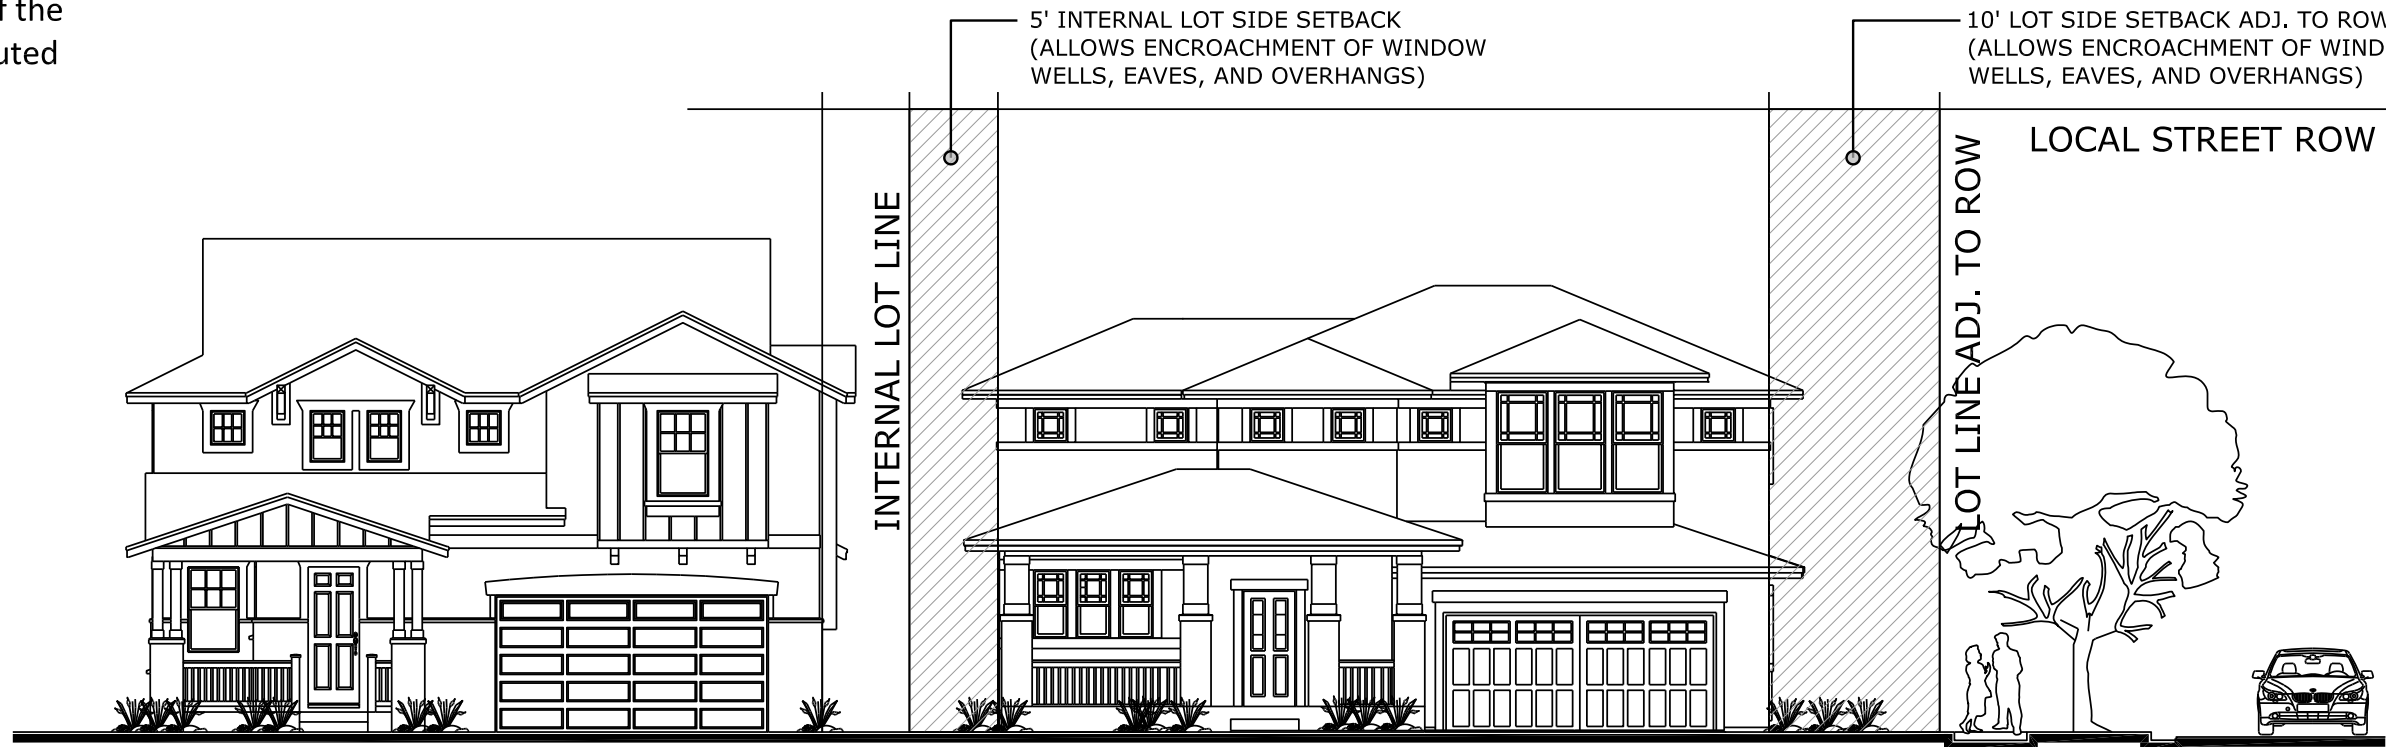 f the
uted
5' INTERNAL LOT SIDE SETBACK
(ALLOWS ENCROACHMENT OF WINDOW
WELLS, EAVES, AND OVERHANGS)
10' LOT SIDE SETBACK ADJ. TO ROW
(ALLOWS ENCROACHMENT OF WIND
WELLS, EAVES, AND OVERHANGS)
INTERNAL LOT LINE
LOT LINE ADJ. TO ROW
LOCAL STREET ROW